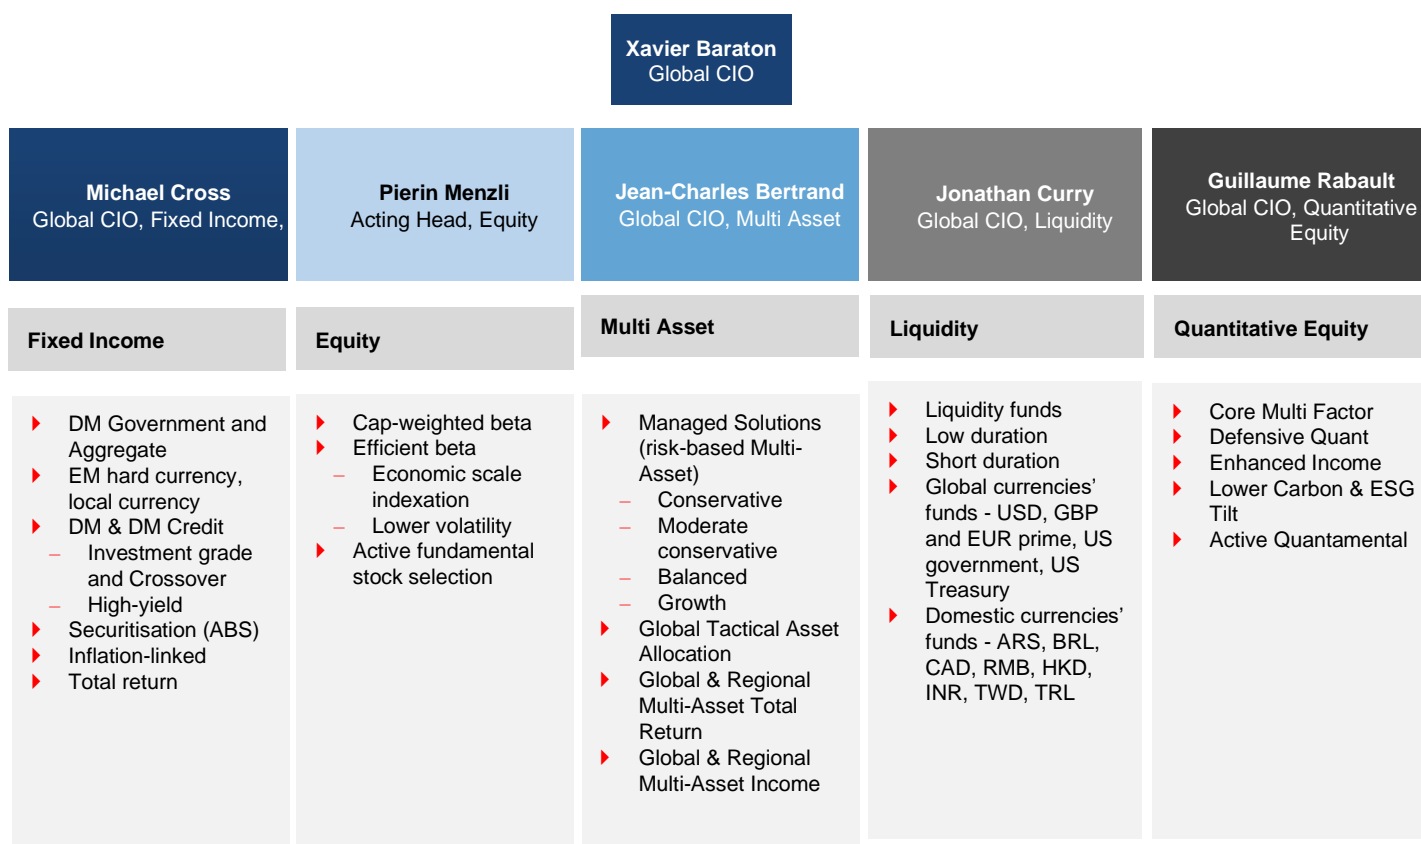 Xavier Baraton
Global CIO
Michael Cross
Global CIO, Fixed Income,
Pierin Menzli
Acting Head, Equity
Jean-Charles Bertrand
Global CIO, Multi Asset
Jonathan Curry
Global CIO, Liquidity
Guillaume Rabault
Global CIO, Quantitative
Equity
Fixed Income
Equity
Multi Asset
Liquidity
Quantitative Equity
DM Government and
Aggregate
EM hard currency,
local currency
DM & DM Credit
– Investment grade
and Crossover
– High-yield
Securitisation (ABS)
Inflation-linked
Total return
Cap-weighted beta
Efficient beta
– Economic scale
indexation
– Lower volatility
Active fundamental
stock selection
Managed Solutions
(risk-based Multi-
Asset)
– Conservative
– Moderate
conservative
– Balanced
– Growth
Global Tactical Asset
Allocation
Global & Regional
Multi-Asset Total
Return
Global & Regional
Multi-Asset Income
Liquidity funds
Low duration
Short duration
Global currencies’
funds - USD, GBP
and EUR prime, US
government, US
Treasury
Domestic currencies’
funds - ARS, BRL,
CAD, RMB, HKD,
INR, TWD, TRL
Core Multi Factor
Defensive Quant
Enhanced Income
Lower Carbon & ESG
Tilt
Active Quantamental